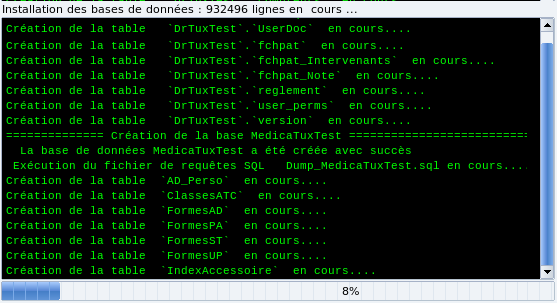 Installation des bases de données : 932496 lignes en  cours ...
Création de la table   `DrTuxTest`.`UserDoc`  en cours....
Création de la table   `DrTuxTest`.`fchpat`  en cours....
Création de la table   `DrTuxTest`.`fchpat_Intervenants`  en cours....
Création de la table   `DrTuxTest`.`fchpat_Note`  en cours....
Création de la table   `DrTuxTest`.`reglement`  en cours....
Création de la table   `DrTuxTest`.`user_perms`  en cours....
Création de la table   `DrTuxTest`.`version`  en cours....
============== Création de la base MedicaTuxTest ==========================
La base de données MedicaTuxTest a été créée avec succès
Exécution du fichier de requêtes SQL   Dump_MedicaTuxTest.sql en cours....
Création de la table  `AD_Perso`  en cours....
Création de la table  `ClassesATC`  en cours....
Création de la table  `FormesAD`  en cours....
Création de la table  `FormesPA`  en cours....
Création de la table  `FormesST`  en cours....
Création de la table  `FormesUP`  en cours....
Création de la table  `IndexAccessoire`  en cours....
8%